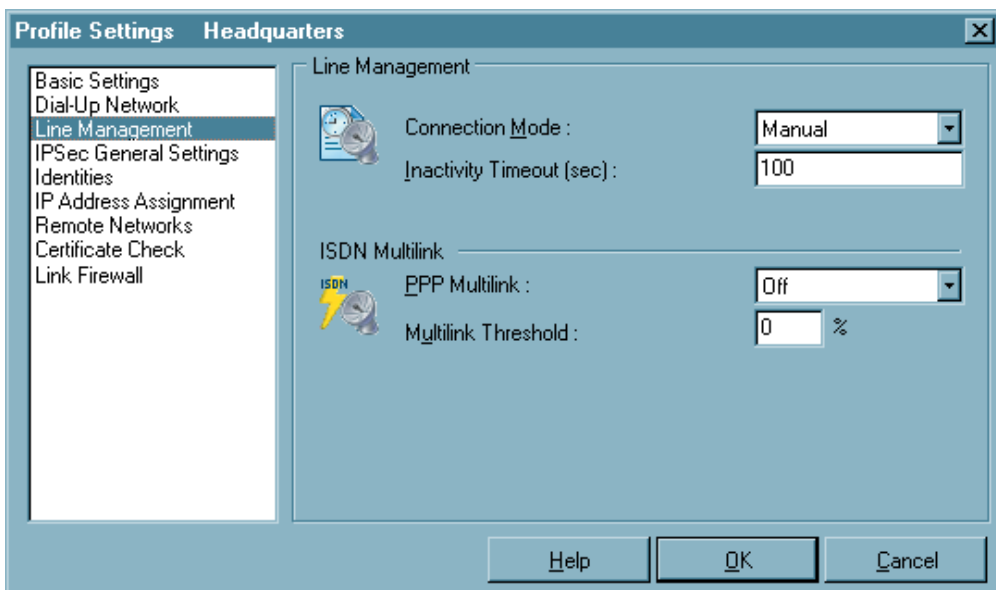 Profile Settings Headquarters
Basic Settings
Dial-Up Network
Line Management
IPSec General Settings
Identities
IP Address Assignment
Remote Networks
Certificate Check
Link Firewall
Line Management
Connection Mode : Manual
Inactivity Timeout (sec) : 100
ISDN Multilink
ISDN
PPP Multilink : Off
Multilink Threshold : 0 %
Help OK Cancel